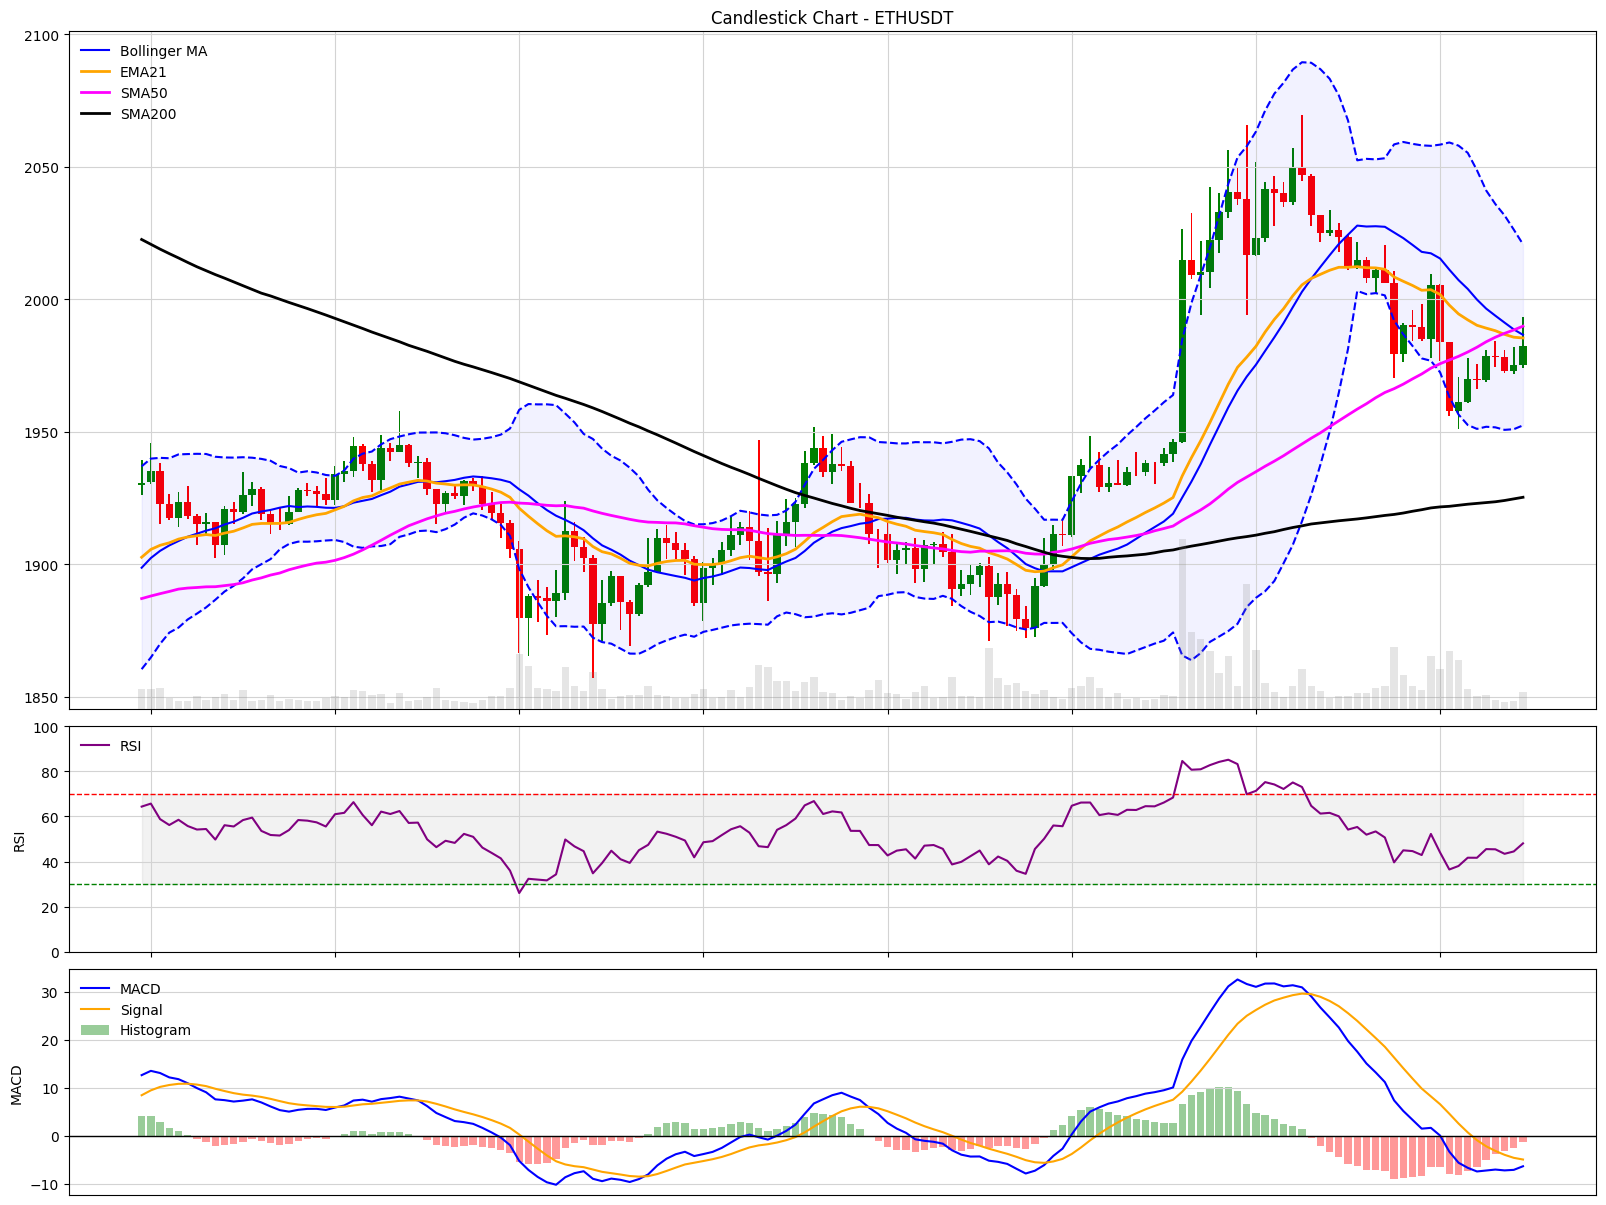 Candlestick Chart - ETHUSDT
2100
2050
2000
1950
1900
1850
Bollinger MA
EMA21
SMA50
SMA200
100
80
60
40
20
0
RSI
RSI
30
20
10
0
−10
MACD
MACD
Signal
Histogram